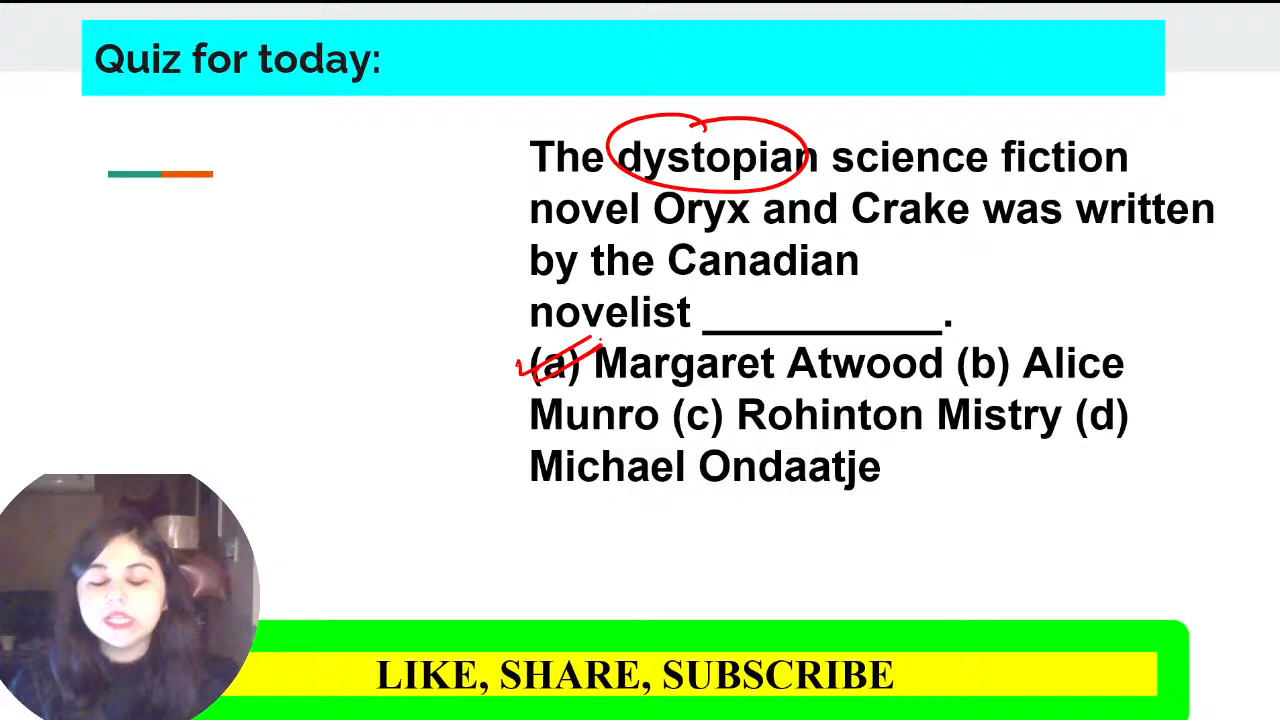 Quiz for today:
The dystopian science fiction
novel Oryx and Crake was written
by the Canadian
novelist __________.
(a) Margaret Atwood (b) Alice
Munro (c) Rohinton Mistry (d)
Michael Ondaatje
LIKE, SHARE, SUBSCRIBE